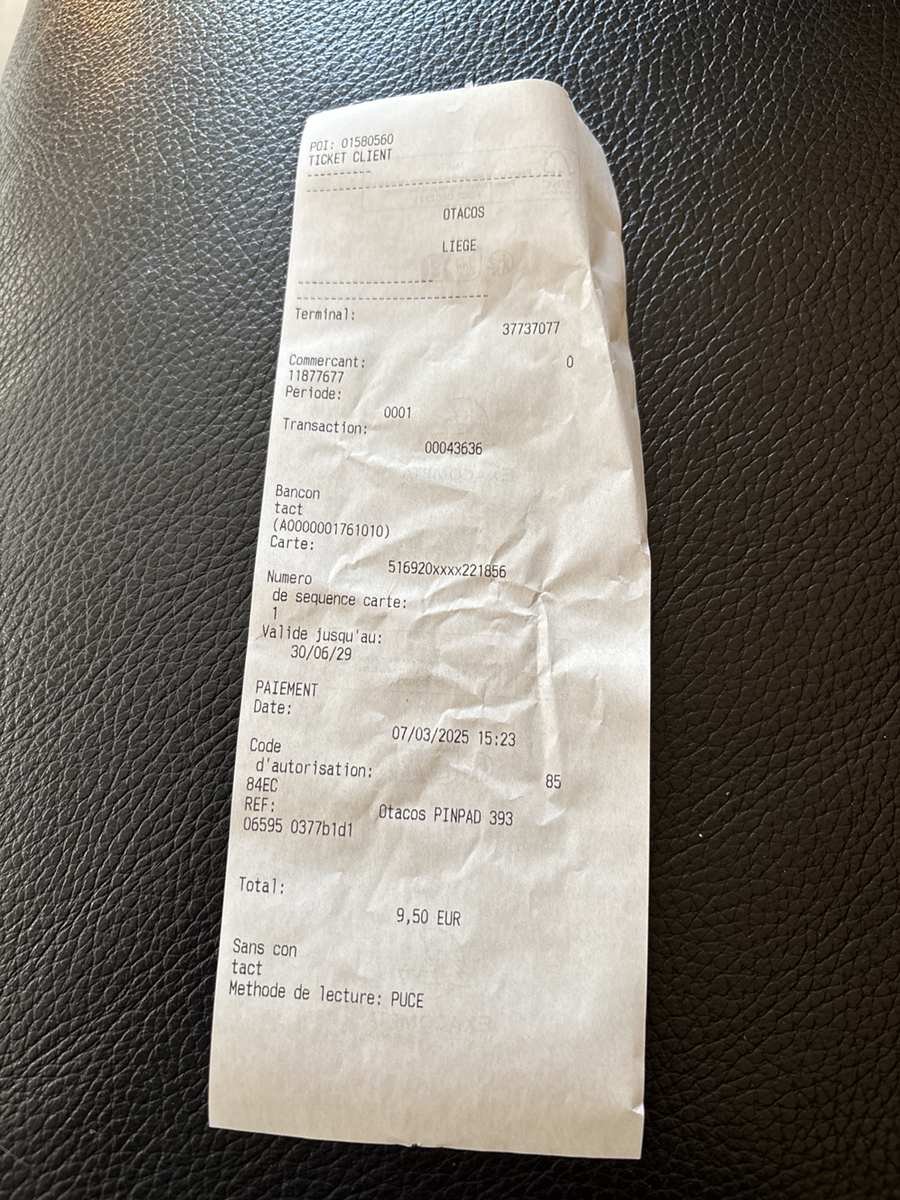 POI: 01580560
TICKET CLIENT
OTACOS
LIEGE
Terminal:
37737077
Commercant: 0
11877677
Periode:
0001
Transaction:
00043636
Bancon
tact
(A0000001761010)
Carte:
516920xxxx221856
Numero
de sequence carte:
1
Valide jusqu'au:
30/06/29
PAIEMENT
Date:
07/03/2025 15:23
Code
d'autorisation: 85
84EC
REF: Otacos PINPAD 393
06595 0377b1d1
Total:
9,50 EUR
Sans con
tact
Methode de lecture: PUCE